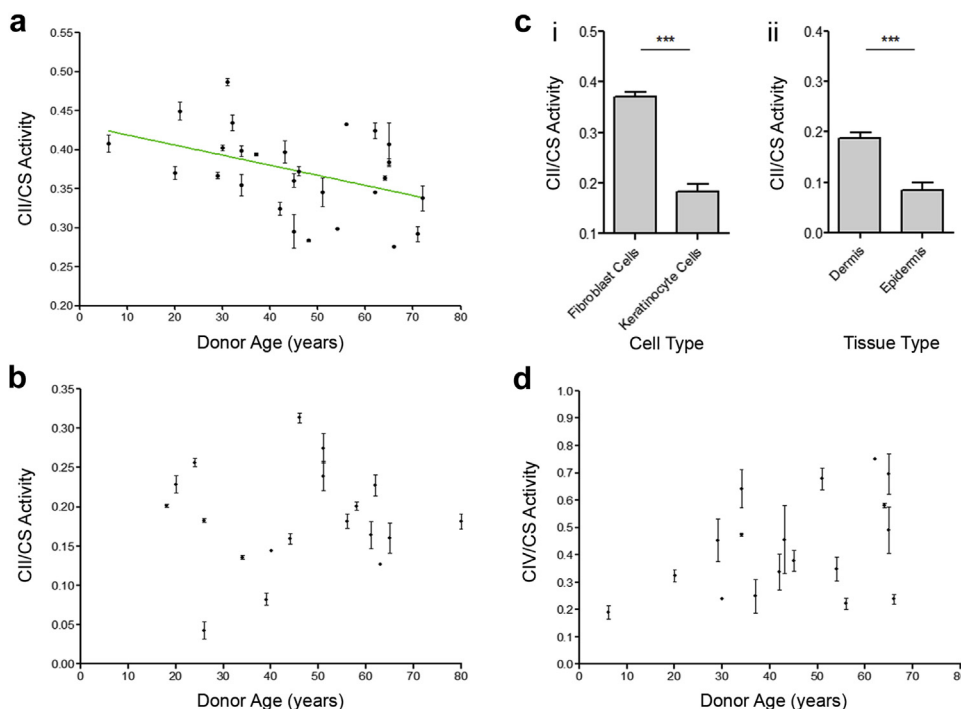 a
0.55
0.50
0.45
0.40
0.35
0.30
0.25
0.20
CII/CS Activity
0 10 20 30 40 50 60 70 80
Donor Age (years)
c
i
0.5
0.4
0.3
0.2
0.1
CII/CS Activity
***
Fibroblast Cells
Keratinocyte Cells
Cell Type
ii
0.4
0.3
0.2
0.1
0.0
CII/CS Activity
***
Dermis
Epidermis
Tissue Type
b
0.35
0.30
0.25
0.20
0.15
0.10
0.05
0.00
CII/CS Activity
0 10 20 30 40 50 60 70 80
Donor Age (years)
d
1.0
0.9
0.8
0.7
0.6
0.5
0.4
0.3
0.2
0.1
0.0
CIV/CS Activity
0 10 20 30 40 50 60 70 80
Donor Age (years)